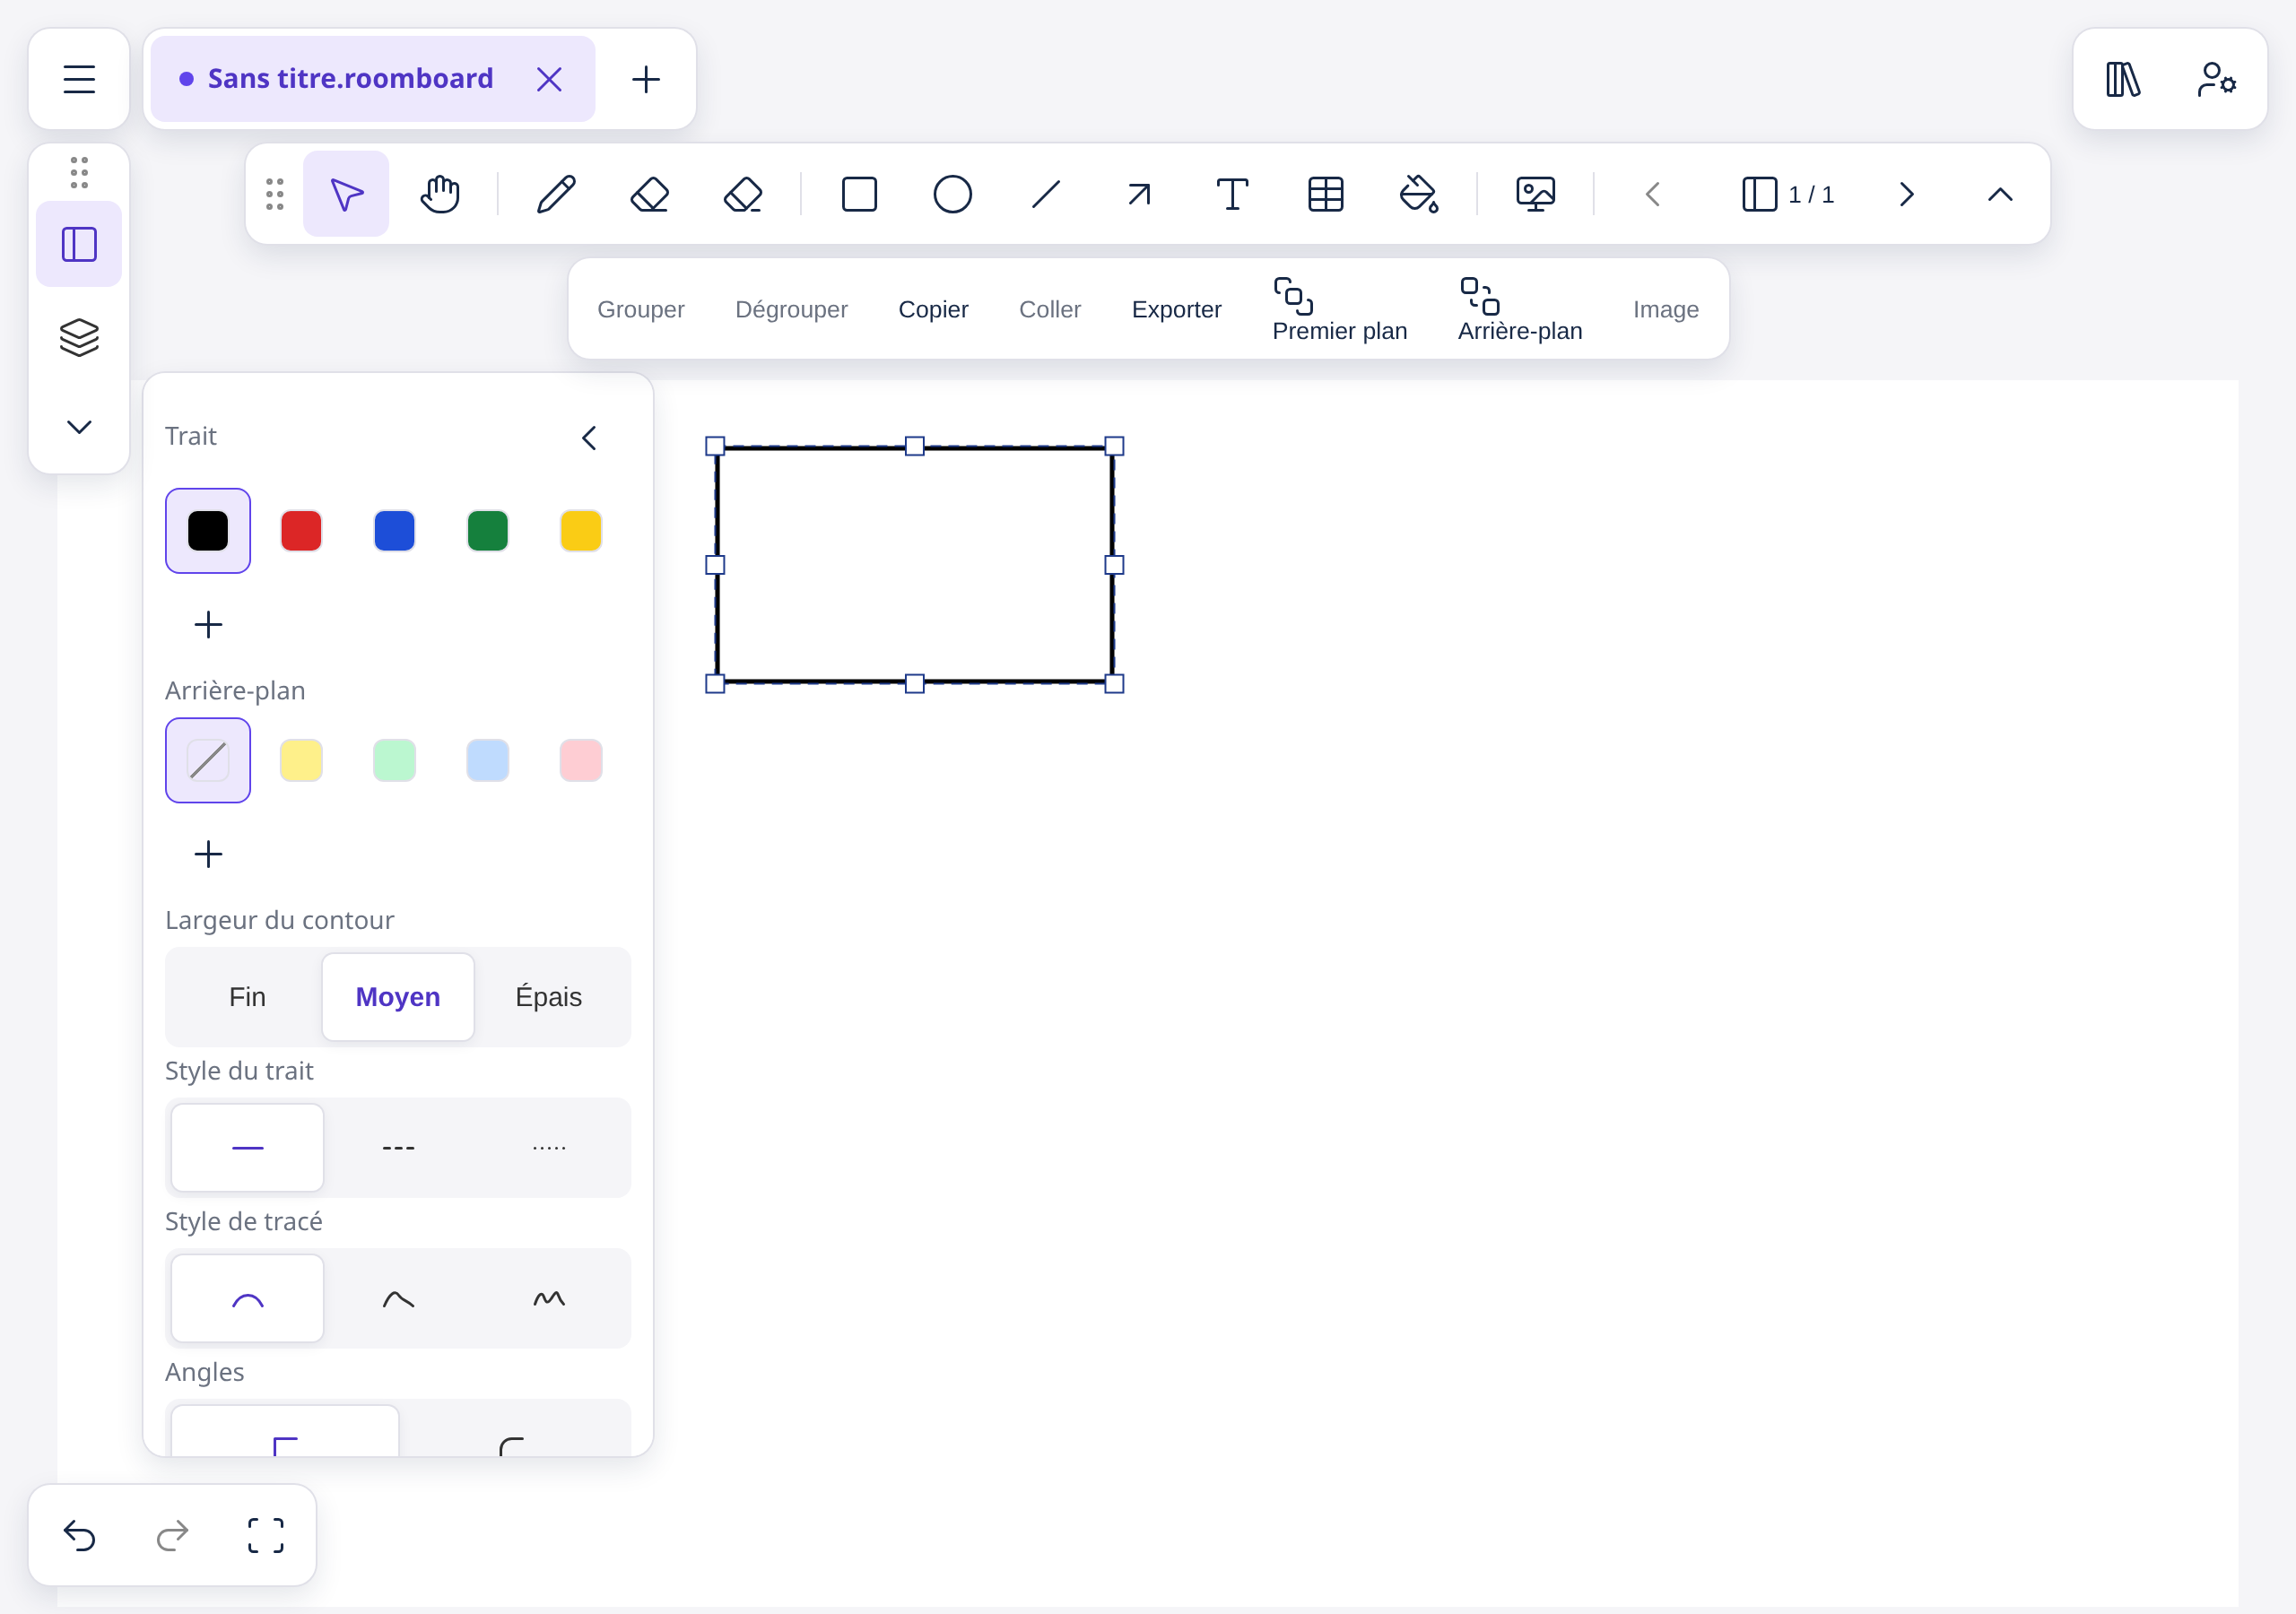 Sans titre.roomboard
1 / 1
Grouper
Dégrouper
Copier
Coller
Exporter
Premier plan
Arrière-plan
Image
Trait
Arrière-plan
Largeur du contour
Fin
Moyen
Épais
Style du trait
Style de tracé
Angles